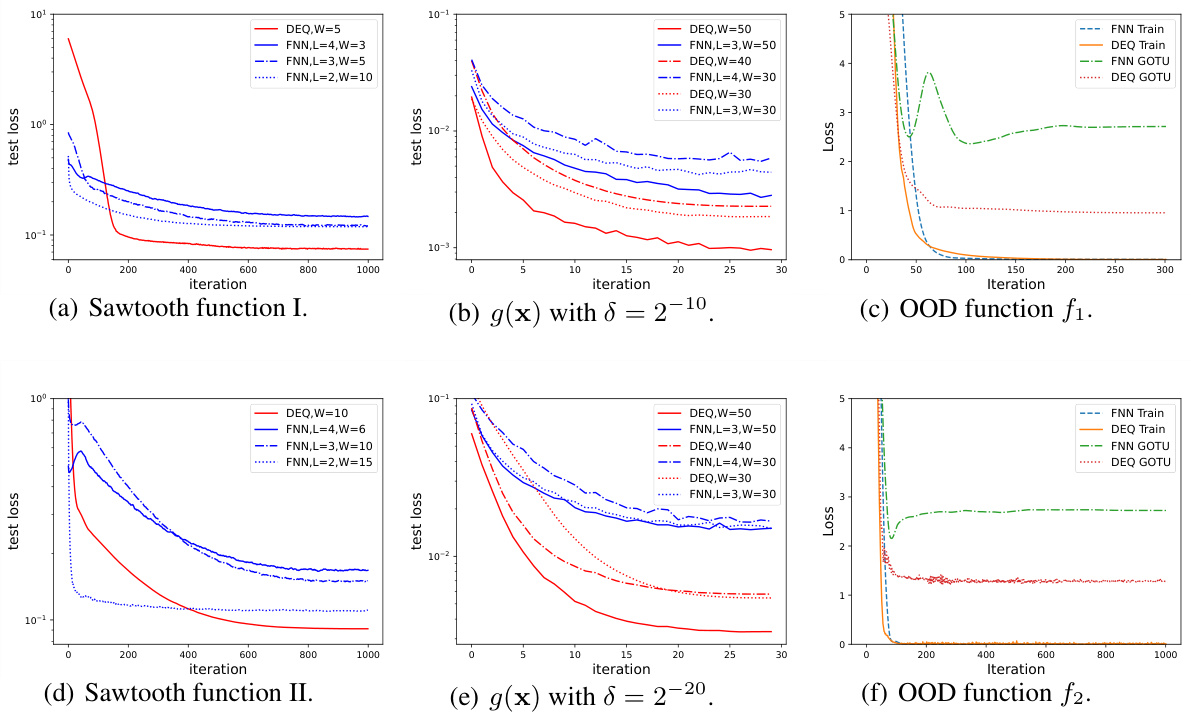 10¹
10⁰
10⁻¹
test loss
0 200 400 600 800 1000
iteration
DEQ,W=5
FNN,L=4,W=3
FNN,L=3,W=5
FNN,L=2,W=10
(a) Sawtooth function I.
10⁻¹
10⁻²
10⁻³
test loss
0 5 10 15 20 25 30
iteration
DEQ,W=50
FNN,L=3,W=50
DEQ,W=40
FNN,L=4,W=30
DEQ,W=30
FNN,L=3,W=30
(b) g(x) with δ = 2⁻¹⁰.
5
4
3
2
1
0
Loss
0 50 100 150 200 250 300
Iteration
FNN Train
DEQ Train
FNN GOTU
DEQ GOTU
(c) OOD function f₁.
10⁰
10⁻¹
test loss
0 200 400 600 800 1000
iteration
DEQ,W=10
FNN,L=4,W=6
FNN,L=3,W=10
FNN,L=2,W=15
(d) Sawtooth function II.
10⁻¹
10⁻²
test loss
0 5 10 15 20 25 30
iteration
DEQ,W=50
FNN,L=3,W=50
DEQ,W=40
FNN,L=4,W=30
DEQ,W=30
FNN,L=3,W=30
(e) g(x) with δ = 2⁻²⁰.
5
4
3
2
1
0
Loss
0 200 400 600 800 1000
Iteration
FNN Train
DEQ Train
FNN GOTU
DEQ GOTU
(f) OOD function f₂.